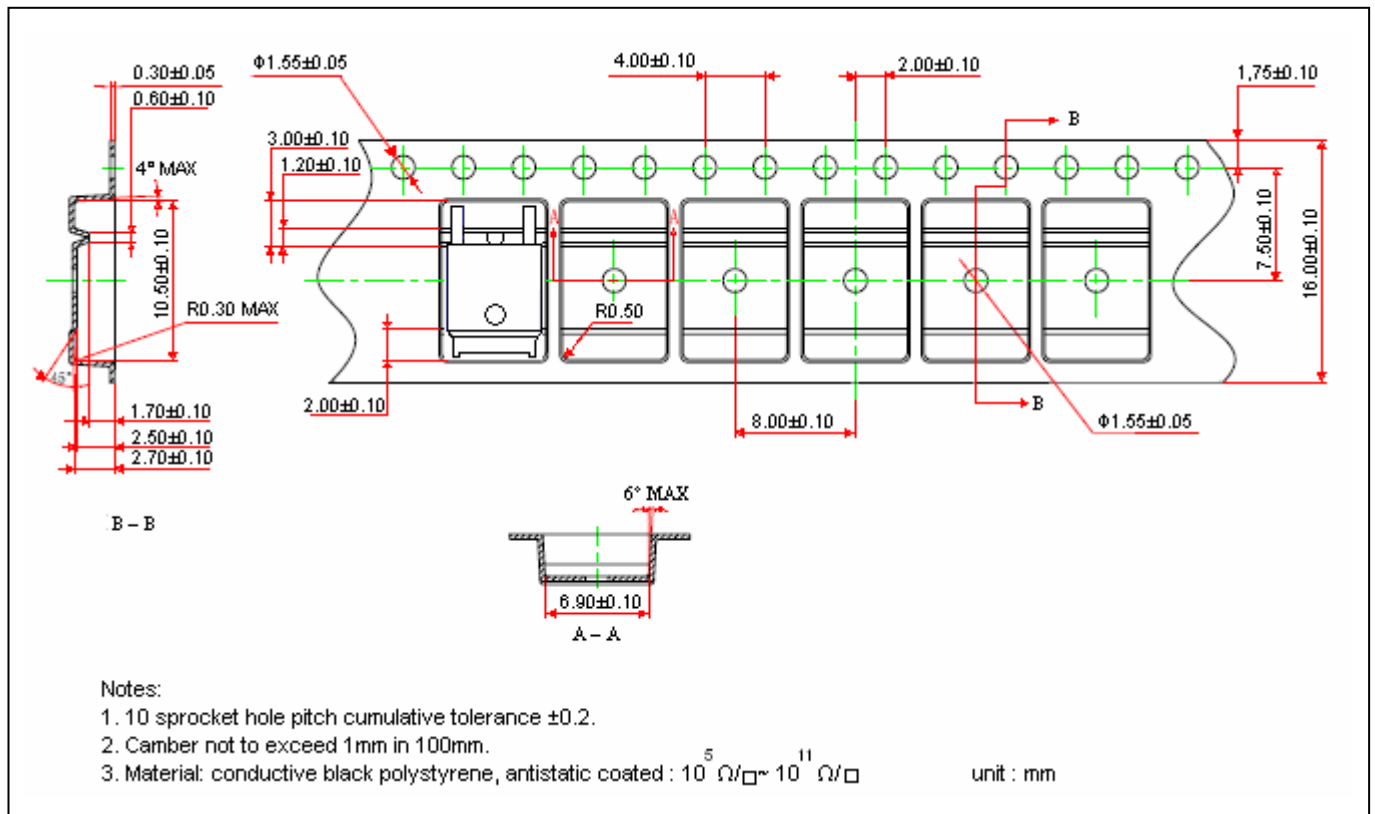 0.30±0.05
0.60±0.10
4° MAX
10.50±0.10
R0.30 MAX
45°
1.70±0.10
2.50±0.10
2.70±0.10
B – B
Φ1.55±0.05
3.00±0.10
1.20±0.10
4.00±0.10
2.00±0.10
1,75±0.10
B
A
A
7.50±0.10
16.00±0.10
R0.50
2.00±0.10
8.00±0.10
B
Φ1.55±0.05
6° MAX
6.90±0.10
A – A
Notes:
1. 10 sprocket hole pitch cumulative tolerance ±0.2.
2. Camber not to exceed 1mm in 100mm.
3. Material: conductive black polystyrene, antistatic coated : 10⁵ Ω/□~ 10¹¹ Ω/□ unit : mm